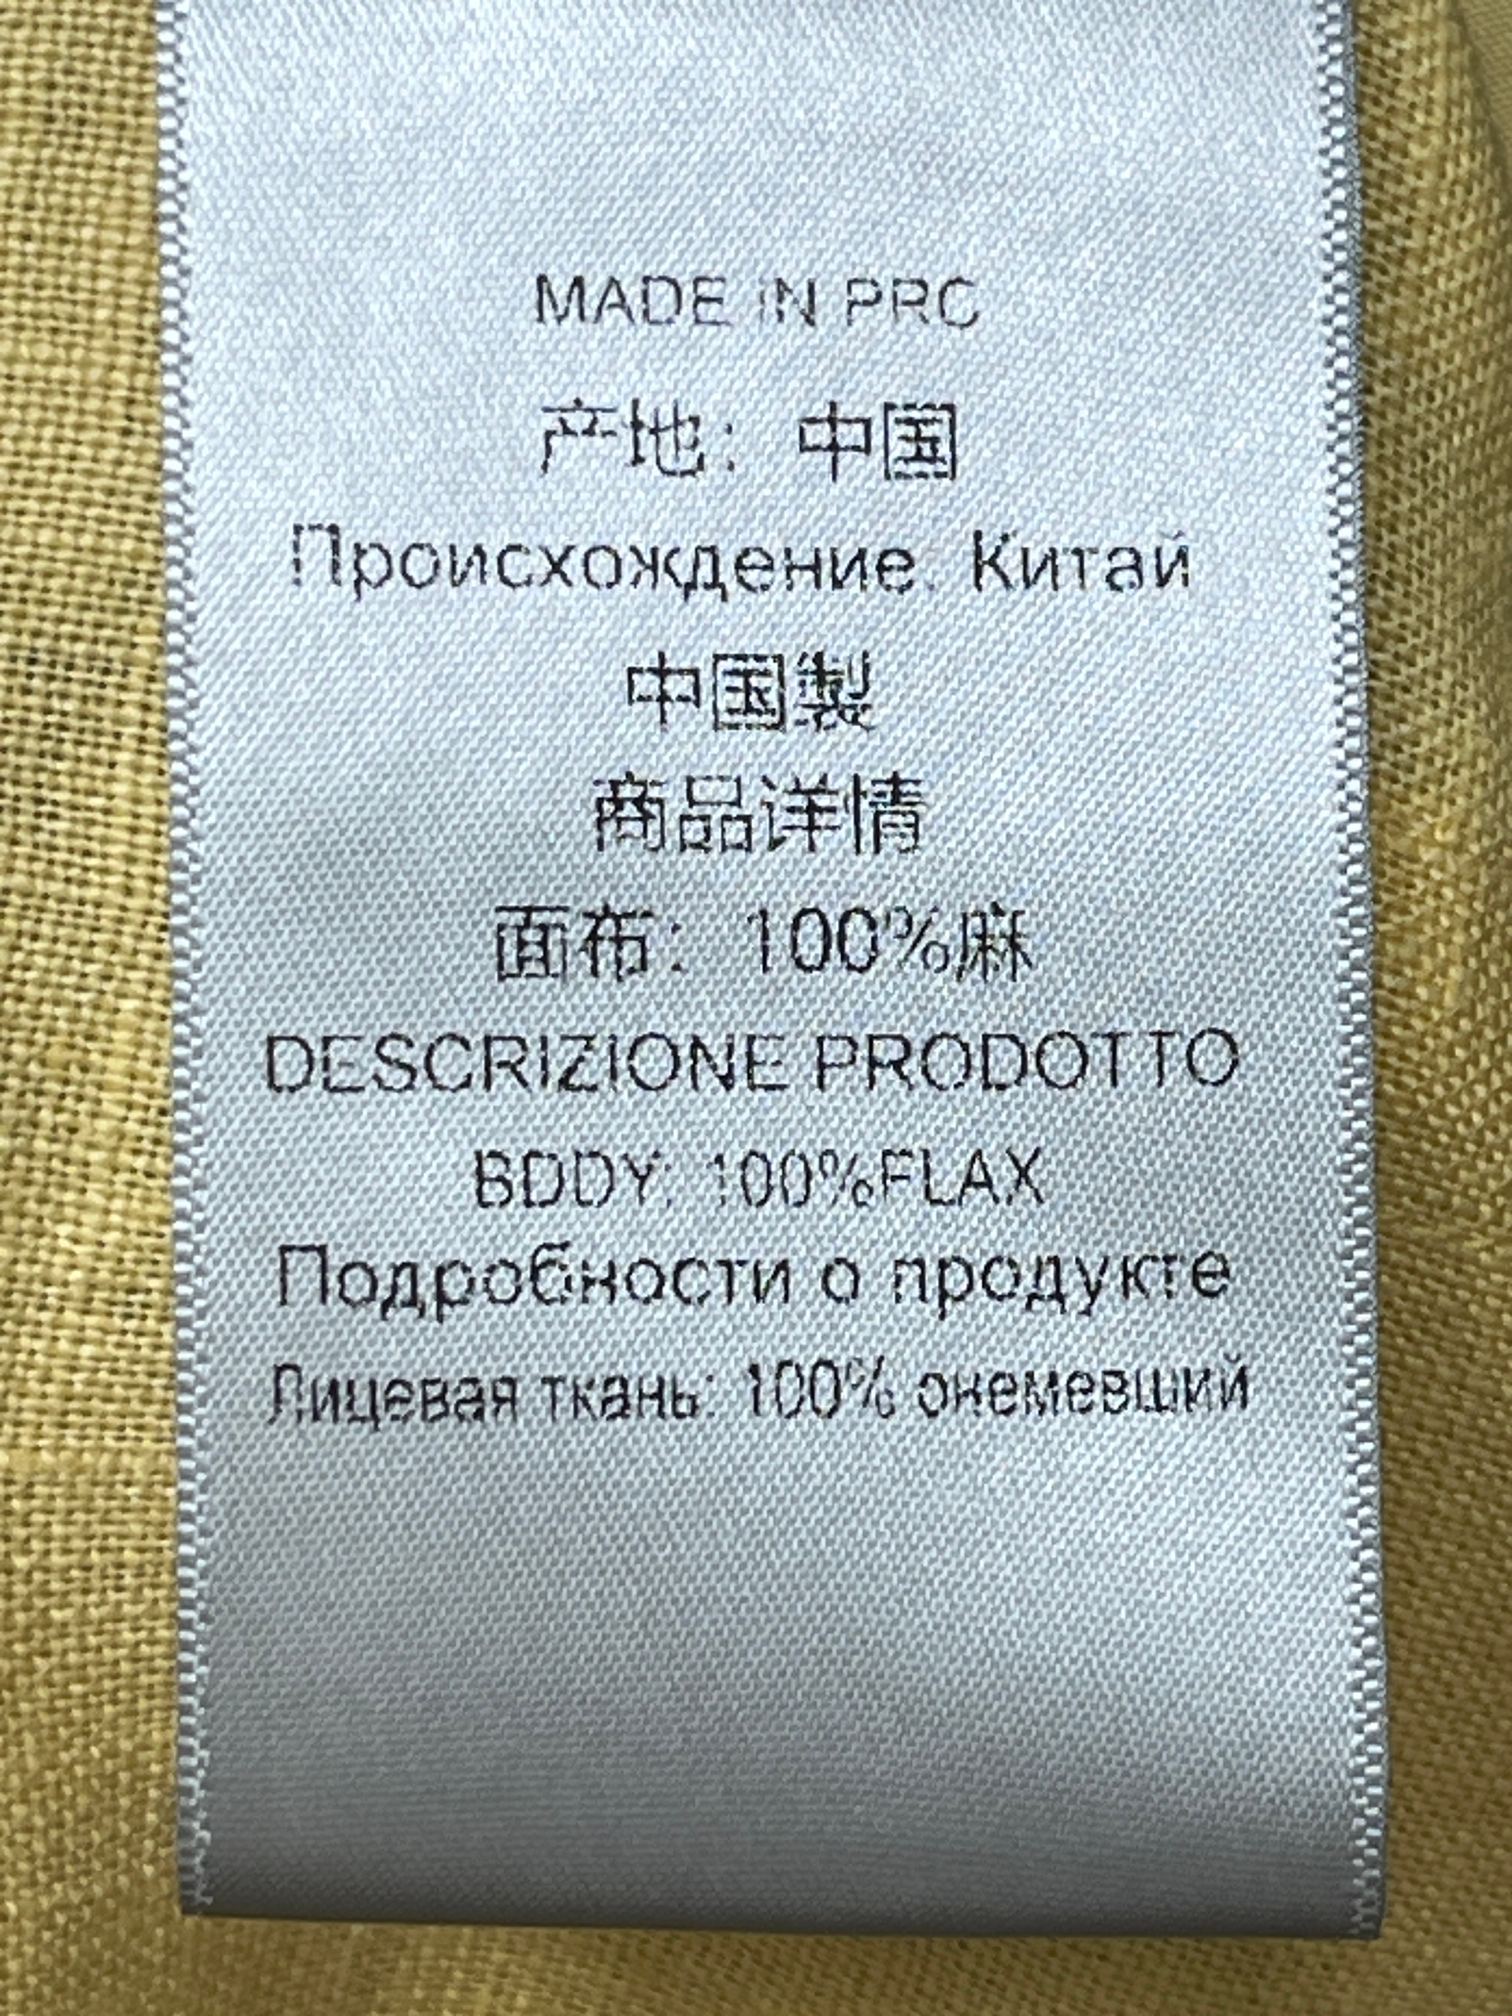 MADE IN PRC
产地：中国
Происхождение: Китай
中国製
商品详情
面布：100%麻
DESCRIZIONE PRODOTTO
BODY: 100%FLAX
Подробности о продукте
Лицевая ткань: 100% онемевший